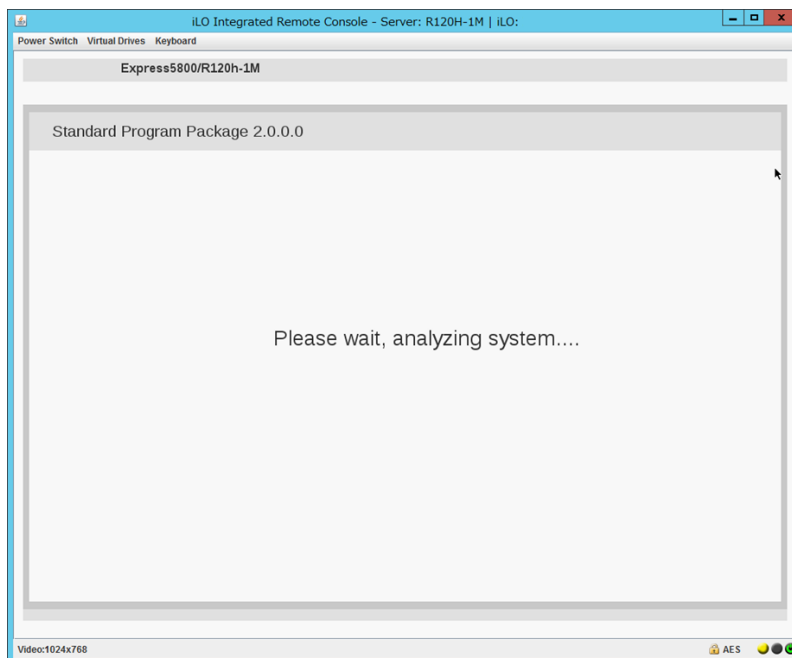 iLO Integrated Remote Console - Server: R120H-1M | iLO:
Power Switch Virtual Drives Keyboard
Express5800/R120h-1M
Standard Program Package 2.0.0.0
Please wait, analyzing system....
Video:1024x768
AES